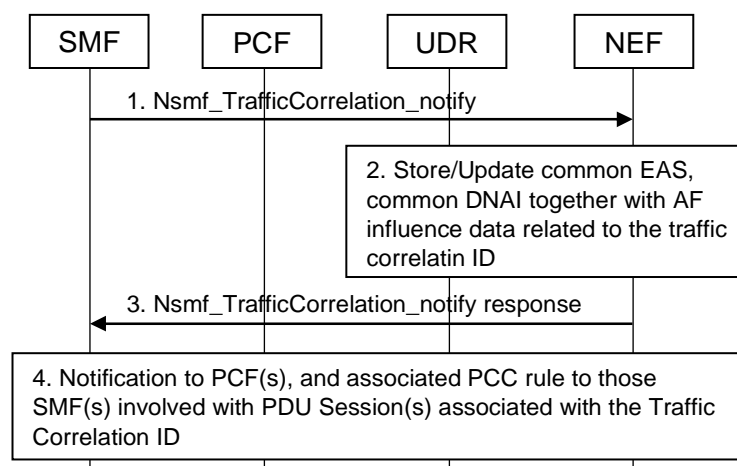 SMF
PCF
UDR
NEF
1. Nsmf_TrafficCorrelation_notify
2. Store/Update common EAS,
common DNAI together with AF
influence data related to the traffic
correlatin ID
3. Nsmf_TrafficCorrelation_notify response
4. Notification to PCF(s), and associated PCC rule to those
SMF(s) involved with PDU Session(s) associated with the Traffic
Correlation ID